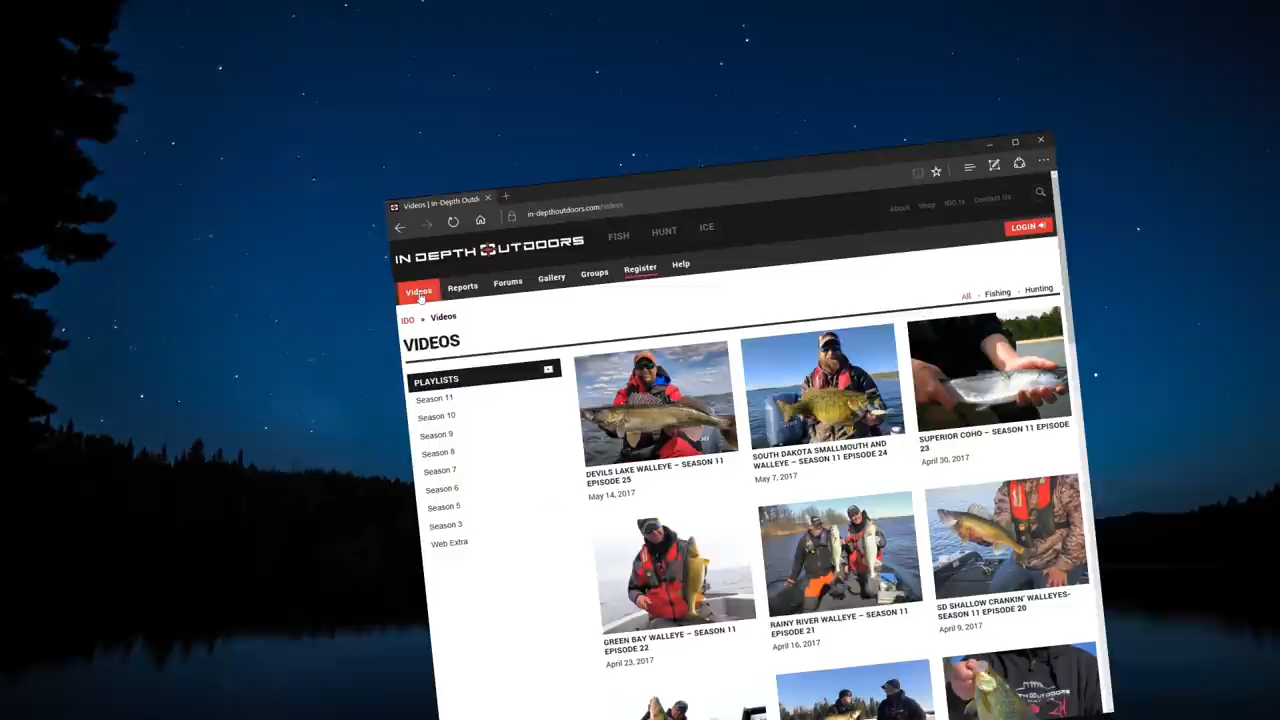 Videos | In-Depth Outd
in-depthoutdoors.com/videos
About Shop IDO.tv Contact Us
IN DEPTH OUTDOORS
FISH HUNT ICE
LOGIN
Videos Reports Forums Gallery Groups Register Help
IDO » Videos
All Fishing Hunting
VIDEOS
PLAYLISTS
Season 11
Season 10
Season 9
Season 8
Season 7
Season 6
Season 5
Season 3
Web Extra
DEVILS LAKE WALLEYE – SEASON 11
EPISODE 25
May 14, 2017
SOUTH DAKOTA SMALLMOUTH AND
WALLEYE – SEASON 11 EPISODE 24
May 7, 2017
SUPERIOR COHO – SEASON 11 EPISODE
23
April 30, 2017
GREEN BAY WALLEYE – SEASON 11
EPISODE 22
April 23, 2017
RAINY RIVER WALLEYE – SEASON 11
EPISODE 21
April 16, 2017
SD SHALLOW CRANKIN' WALLEYES-
SEASON 11 EPISODE 20
April 9, 2017